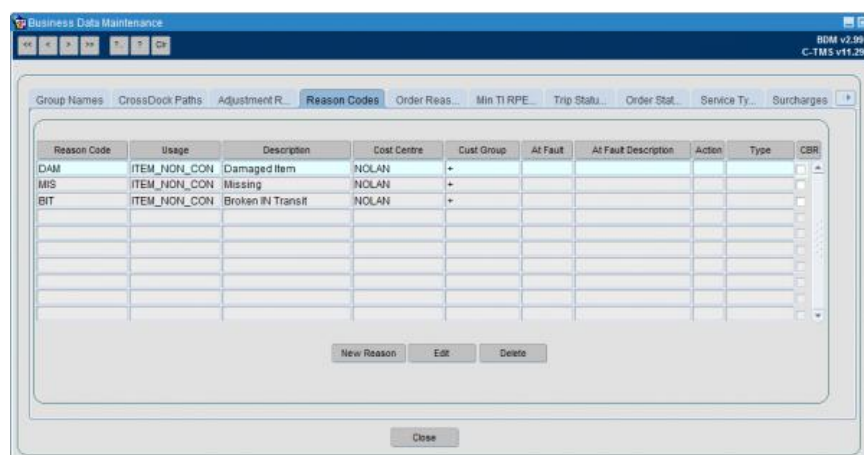 Business Data Maintenance
<< < > >> ?.. ? Clr
BDM v2.99
C-TMS v11.29
Group Names CrossDock Paths Adjustment R... Reason Codes Order Reas... Min TI RPE... Trip Statu... Order Stat... Service Ty... Surcharges
Reason Code Usage Description Cost Centre Cust Group At Fault At Fault Description Action Type CBR
DAM ITEM_NON_CON Damaged Item NOLAN +
MIS ITEM_NON_CON Missing NOLAN +
BIT ITEM_NON_CON Broken IN Transit NOLAN +
New Reason Edit Delete
Close